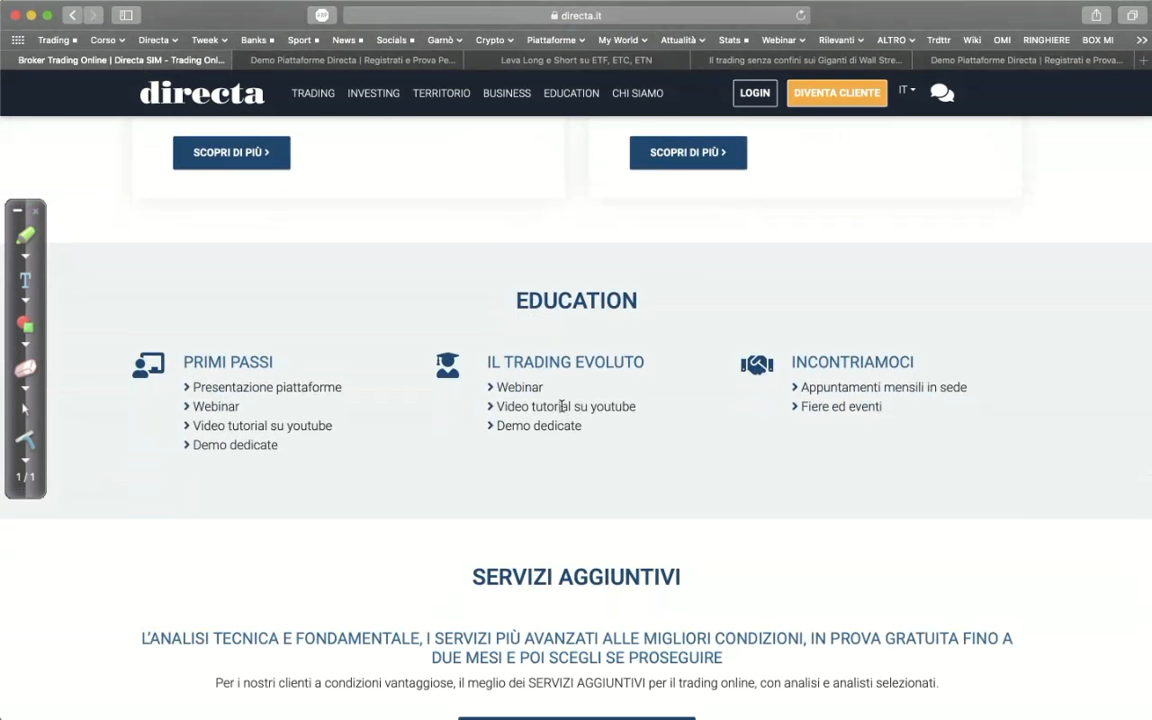 directa.it
Trading Corso Directa Tweek Banks Sport News Socials Garnò Crypto Piattaforme My World Attualità Stats Webinar Rilevanti ALTRO Trdttr Wiki OMI RINGHIERE BOX MI >>
Broker Trading Online | Directa SIM – Trading Onl... Demo Piattaforme Directa | Registrati e Prova Pe... Leva Long e Short su ETF, ETC, ETN Il trading senza confini sui Giganti di Wall Stre... Demo Piattaforme Directa | Registrati e Prova... +
directa TRADING INVESTING TERRITORIO BUSINESS EDUCATION CHI SIAMO LOGIN DIVENTA CLIENTE IT
SCOPRI DI PIÙ > SCOPRI DI PIÙ >
EDUCATION
PRIMI PASSI
> Presentazione piattaforme
> Webinar
> Video tutorial su youtube
> Demo dedicate
IL TRADING EVOLUTO
> Webinar
> Video tutorial su youtube
> Demo dedicate
INCONTRIAMOCI
> Appuntamenti mensili in sede
> Fiere ed eventi
T
1/1
SERVIZI AGGIUNTIVI
L'ANALISI TECNICA E FONDAMENTALE, I SERVIZI PIÙ AVANZATI ALLE MIGLIORI CONDIZIONI, IN PROVA GRATUITA FINO A
DUE MESI E POI SCEGLI SE PROSEGUIRE
Per i nostri clienti a condizioni vantaggiose, il meglio dei SERVIZI AGGIUNTIVI per il trading online, con analisi e analisti selezionati.